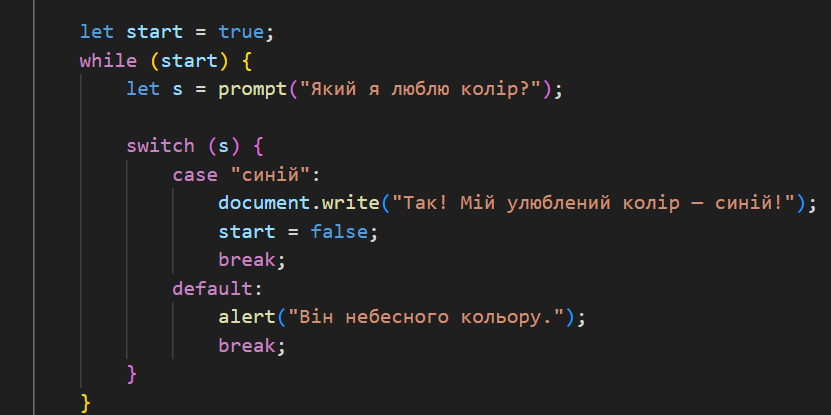 let start = true;
while (start) {
let s = prompt("Який я люблю колір?");
switch (s) {
case "синій":
document.write("Так! Мій улюблений колір — синій!");
start = false;
break;
default:
alert("Він небесного кольору.");
break;
}
}